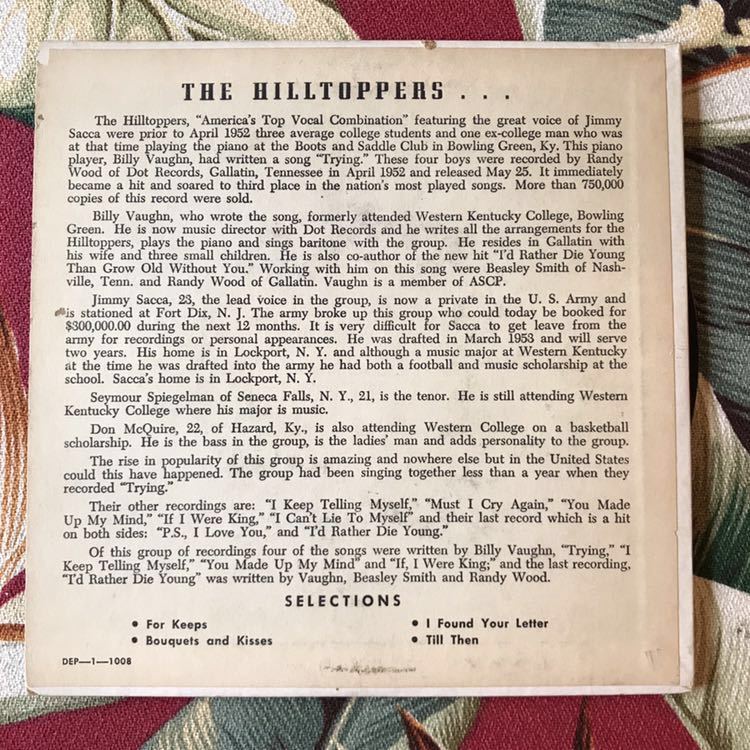 THE HILLTOPPERS . . .
The Hilltoppers, "America's Top Vocal Combination" featuring the great voice of Jimmy
Sacca were prior to April 1952 three average college students and one ex-college man who was
at that time playing the piano at the Boots and Saddle Club in Bowling Green, Ky. This piano
player, Billy Vaughn, had written a song "Trying." These four boys were recorded by Randy
Wood of Dot Records, Gallatin, Tennessee in April 1952 and released May 25. It immediately
became a hit and soared to third place in the nation's most played songs. More than 750,000
copies of this record were sold.
Billy Vaughn, who wrote the song, formerly attended Western Kentucky College, Bowling
Green. He is now music director with Dot Records and he writes all the arrangements for the
Hilltoppers, plays the piano and sings baritone with the group. He resides in Gallatin with
his wife and three small children. He is also co-author of the new hit "I'd Rather Die Young
Than Grow Old Without You." Working with him on this song were Beasley Smith of Nash-
ville, Tenn. and Randy Wood of Gallatin. Vaughn is a member of ASCP.
Jimmy Sacca, 23, the lead voice in the group, is now a private in the U. S. Army and
is stationed at Fort Dix, N. J. The army broke up this group who could today be booked for
$300,000.00 during the next 12 months. It is very difficult for Sacca to get leave from the
army for recordings or personal appearances. He was drafted in March 1953 and will serve
two years. His home is in Lockport, N. Y. and although a music major at Western Kentucky
at the time he was drafted into the army he had both a football and music scholarship at the
school. Sacca's home is in Lockport, N. Y.
Seymour Spiegelman of Seneca Falls, N. Y., 21, is the tenor. He is still attending Western
Kentucky College where his major is music.
Don McQuire, 22, of Hazard, Ky., is also attending Western College on a basketball
scholarship. He is the bass in the group, is the ladies' man and adds personality to the group.
The rise in popularity of this group is amazing and nowhere else but in the United States
could this have happened. The group had been singing together less than a year when they
recorded "Trying."
Their other recordings are: "I Keep Telling Myself," "Must I Cry Again," "You Made
Up My Mind," "If I Were King," "I Can't Lie To Myself" and their last record which is a hit
on both sides: "P.S., I Love You," and "I'd Rather Die Young."
Of this group of recordings four of the songs were written by Billy Vaughn, "Trying," "I
Keep Telling Myself," "You Made Up My Mind" and "If, I Were King;" and the last recording,
"I'd Rather Die Young" was written by Vaughn, Beasley Smith and Randy Wood.
SELECTIONS
• For Keeps
• Bouquets and Kisses
• I Found Your Letter
• Till Then
DEP—1—1008